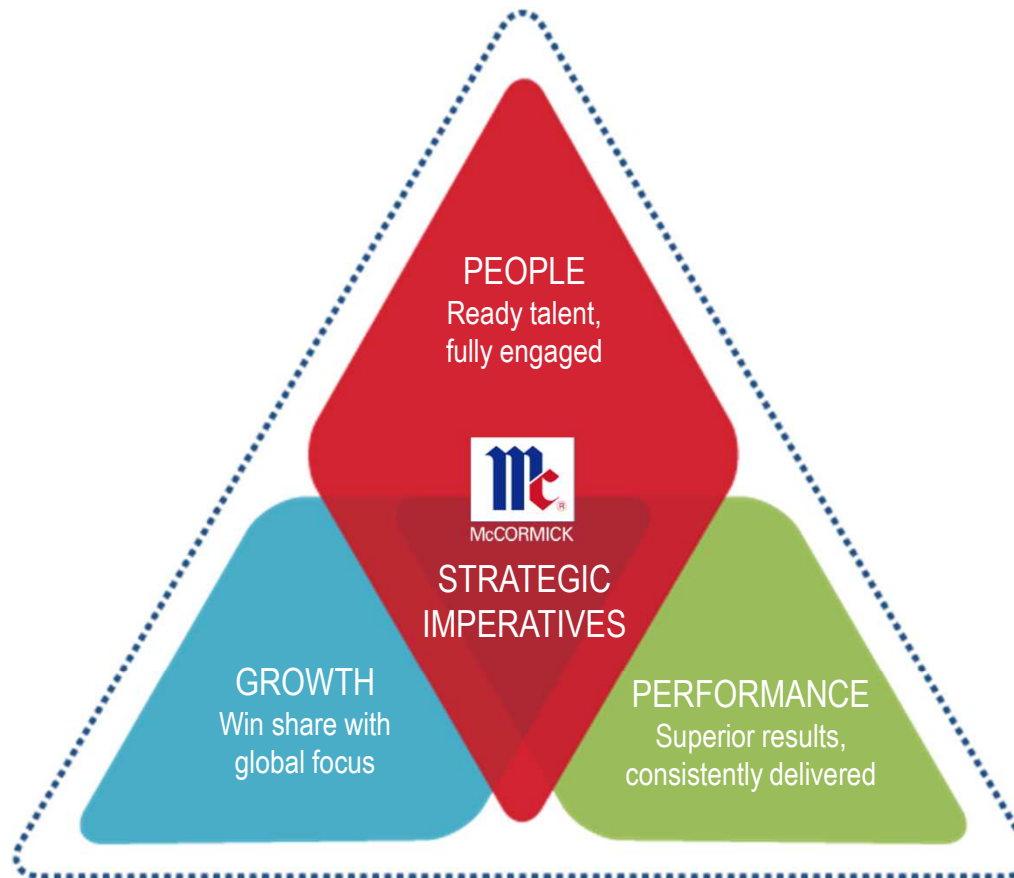 PEOPLE
Ready talent,
fully engaged
Mc®
McCORMICK
STRATEGIC
IMPERATIVES
GROWTH
Win share with
global focus
PERFORMANCE
Superior results,
consistently delivered